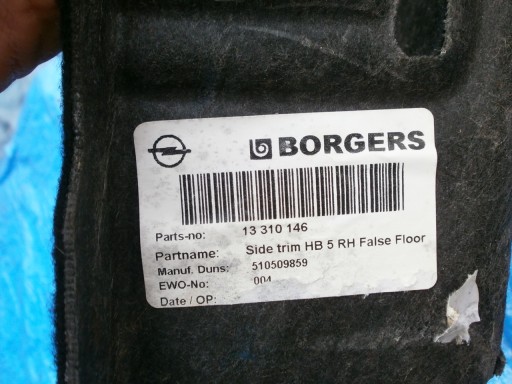 BORGERS
Parts-no: 13 310 146
Partname: Side trim HB 5 RH False Floor
Manuf. Duns: 510509859
EWO-No: 004
Date / OP: